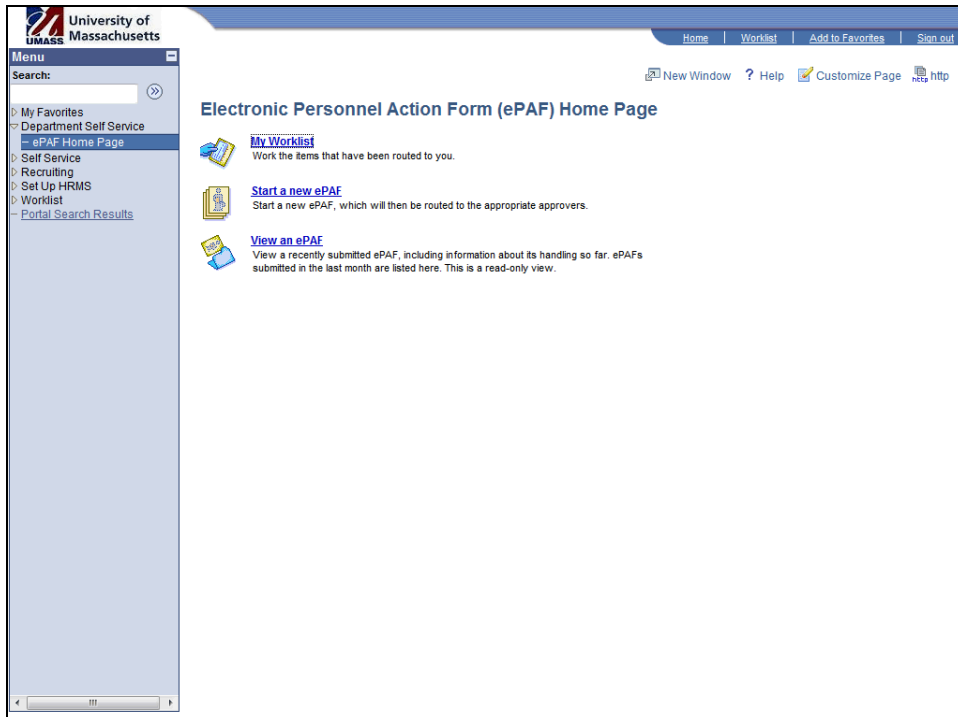 University of
Massachusetts
UMASS
Home | Worklist | Add to Favorites | Sign out
Menu
Search:
My Favorites
Department Self Service
– ePAF Home Page
Self Service
Recruiting
Set Up HRMS
Worklist
– Portal Search Results
New Window ? Help Customize Page http
Electronic Personnel Action Form (ePAF) Home Page
My Worklist
Work the items that have been routed to you.
Start a new ePAF
Start a new ePAF, which will then be routed to the appropriate approvers.
View an ePAF
View a recently submitted ePAF, including information about its handling so far. ePAFs
submitted in the last month are listed here. This is a read-only view.